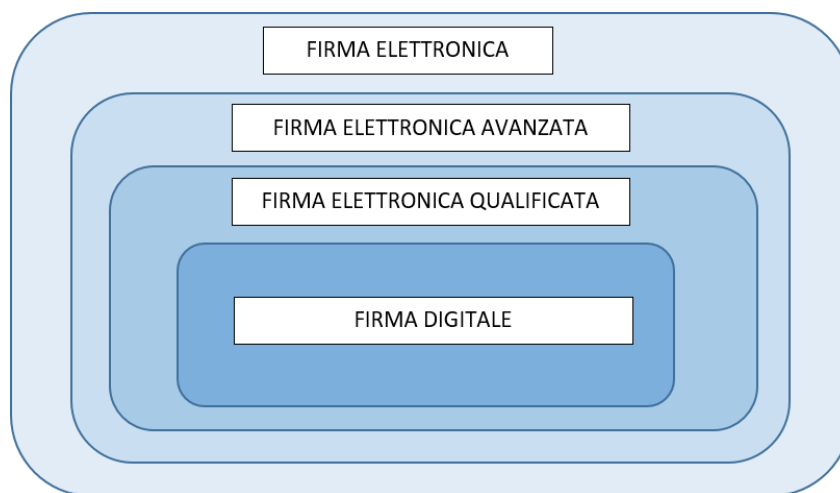 FIRMA ELETTRONICA
FIRMA ELETTRONICA AVANZATA
FIRMA ELETTRONICA QUALIFICATA
FIRMA DIGITALE